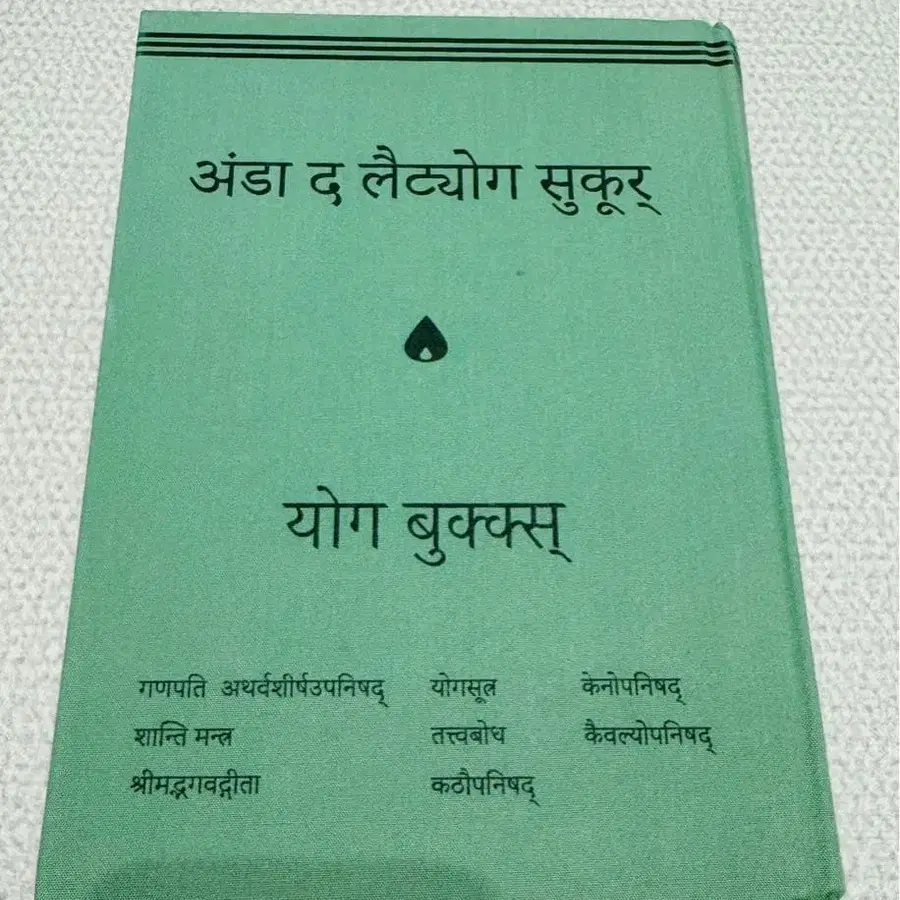 अंडा द लैट्योग सुकूर्
योग बुक्क्स्
गणपति अथर्वशीर्षउपनिषद् योगसूत्र केनोपनिषद्
शान्ति मन्त्र तत्त्वबोध कैवल्योपनिषद्
श्रीमद्भगवद्गीता कठौपनिषद्